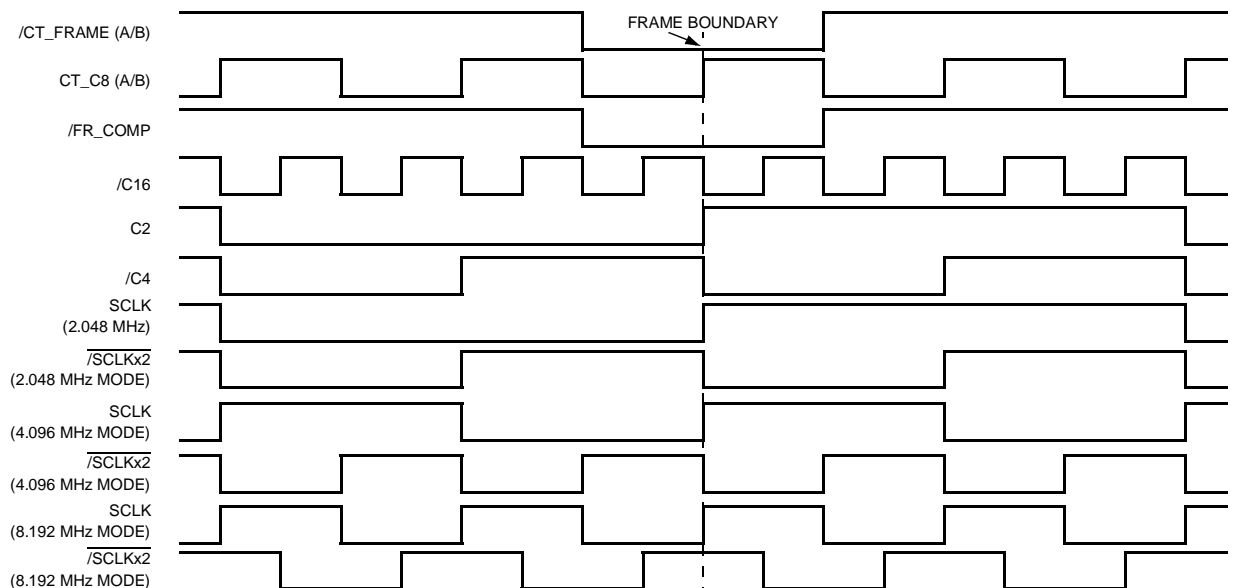 FRAME BOUNDARY
/CT_FRAME (A/B)
CT_C8 (A/B)
/FR_COMP
/C16
C2
/C4
SCLK
(2.048 MHz)
/SCLKx2
(2.048 MHz MODE)
SCLK
(4.096 MHz MODE)
/SCLKx2
(4.096 MHz MODE)
SCLK
(8.192 MHz MODE)
/SCLKx2
(8.192 MHz MODE)